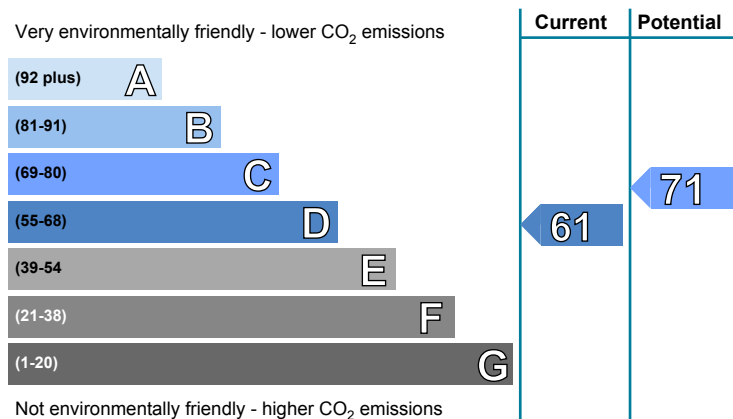 Current Potential
Very environmentally friendly - lower CO2 emissions
(92 plus) A
(81-91) B
(69-80) C
71
(55-68) D
61
(39-54 E
(21-38) F
(1-20) G
Not environmentally friendly - higher CO2 emissions